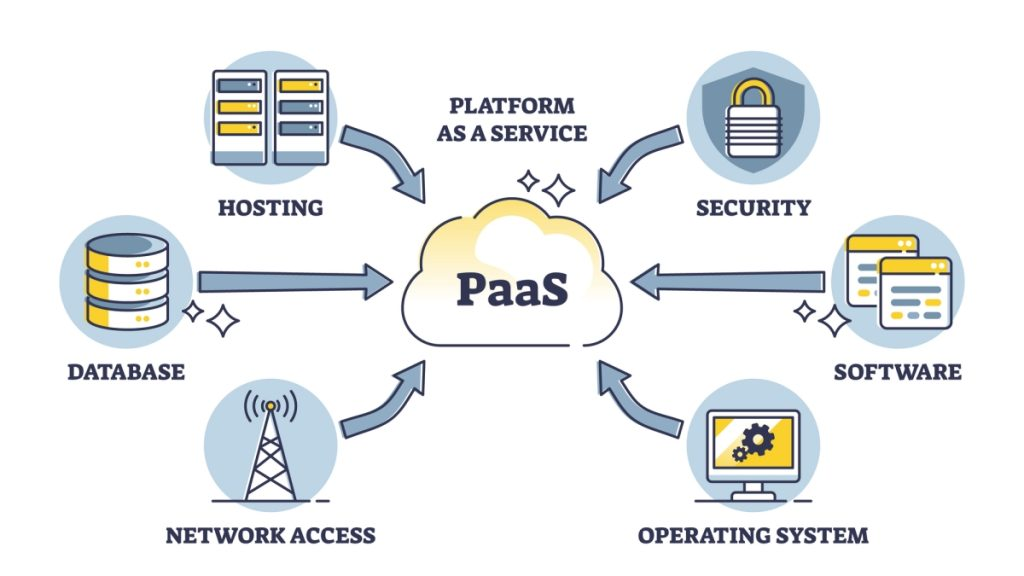 PLATFORM
AS A SERVICE
HOSTING
SECURITY
PaaS
DATABASE
SOFTWARE
NETWORK ACCESS
OPERATING SYSTEM